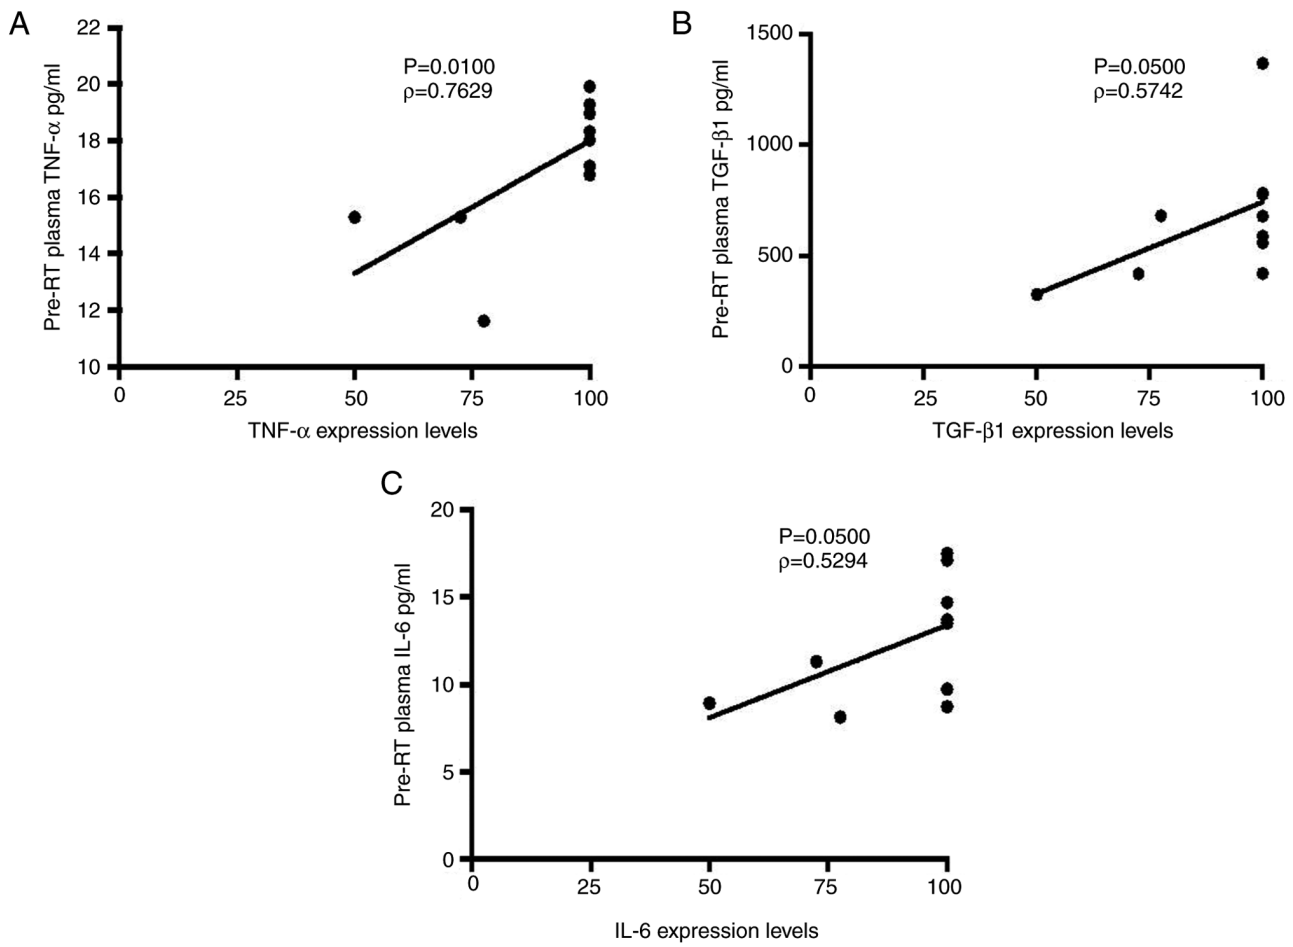 A
Pre-RT plasma TNF-α pg/ml
22
20
18
16
14
12
10
P=0.0100
ρ=0.7629
0 25 50 75 100
TNF-α expression levels
B
Pre-RT plasma TGF-β1 pg/ml
1500
1000
500
0
P=0.0500
ρ=0.5742
0 25 50 75 100
TGF-β1 expression levels
C
Pre-RT plasma IL-6 pg/ml
20
15
10
5
0
P=0.0500
ρ=0.5294
0 25 50 75 100
IL-6 expression levels